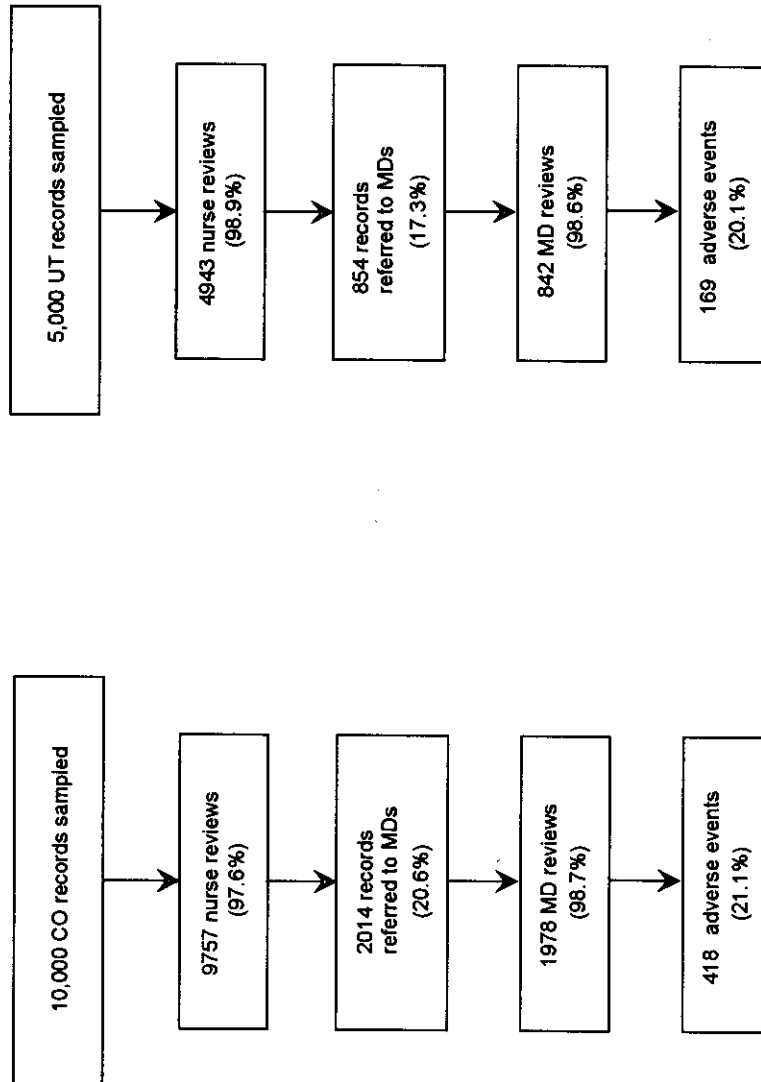 10,000 CO records sampled
9757 nurse reviews
(97.6%)
2014 records
referred to MDs
(20.6%)
1978 MD reviews
(98.7%)
418 adverse events
(21.1%)
5,000 UT records sampled
4943 nurse reviews
(98.9%)
854 records
referred to MDs
(17.3%)
842 MD reviews
(98.6%)
169 adverse events
(20.1%)